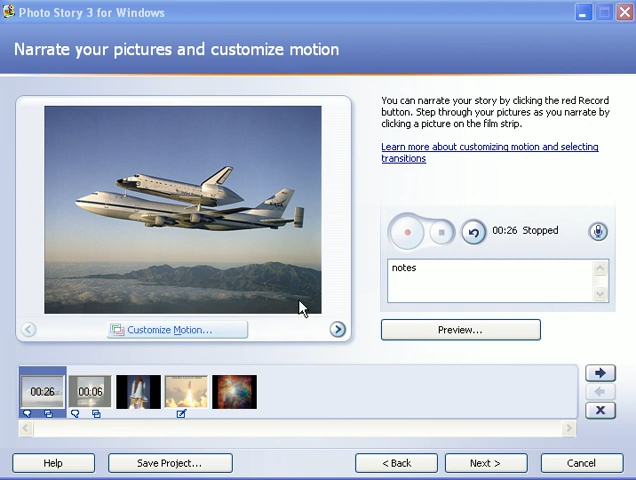 Photo Story 3 for Windows
Narrate your pictures and customize motion
You can narrate your story by clicking the red Record
button. Step through your pictures as you narrate by
clicking a picture on the film strip.
Learn more about customizing motion and selecting
transitions
00:26 Stopped
notes
Customize Motion...
Preview...
00:26
00:06
Help
Save Project...
< Back
Next >
Cancel